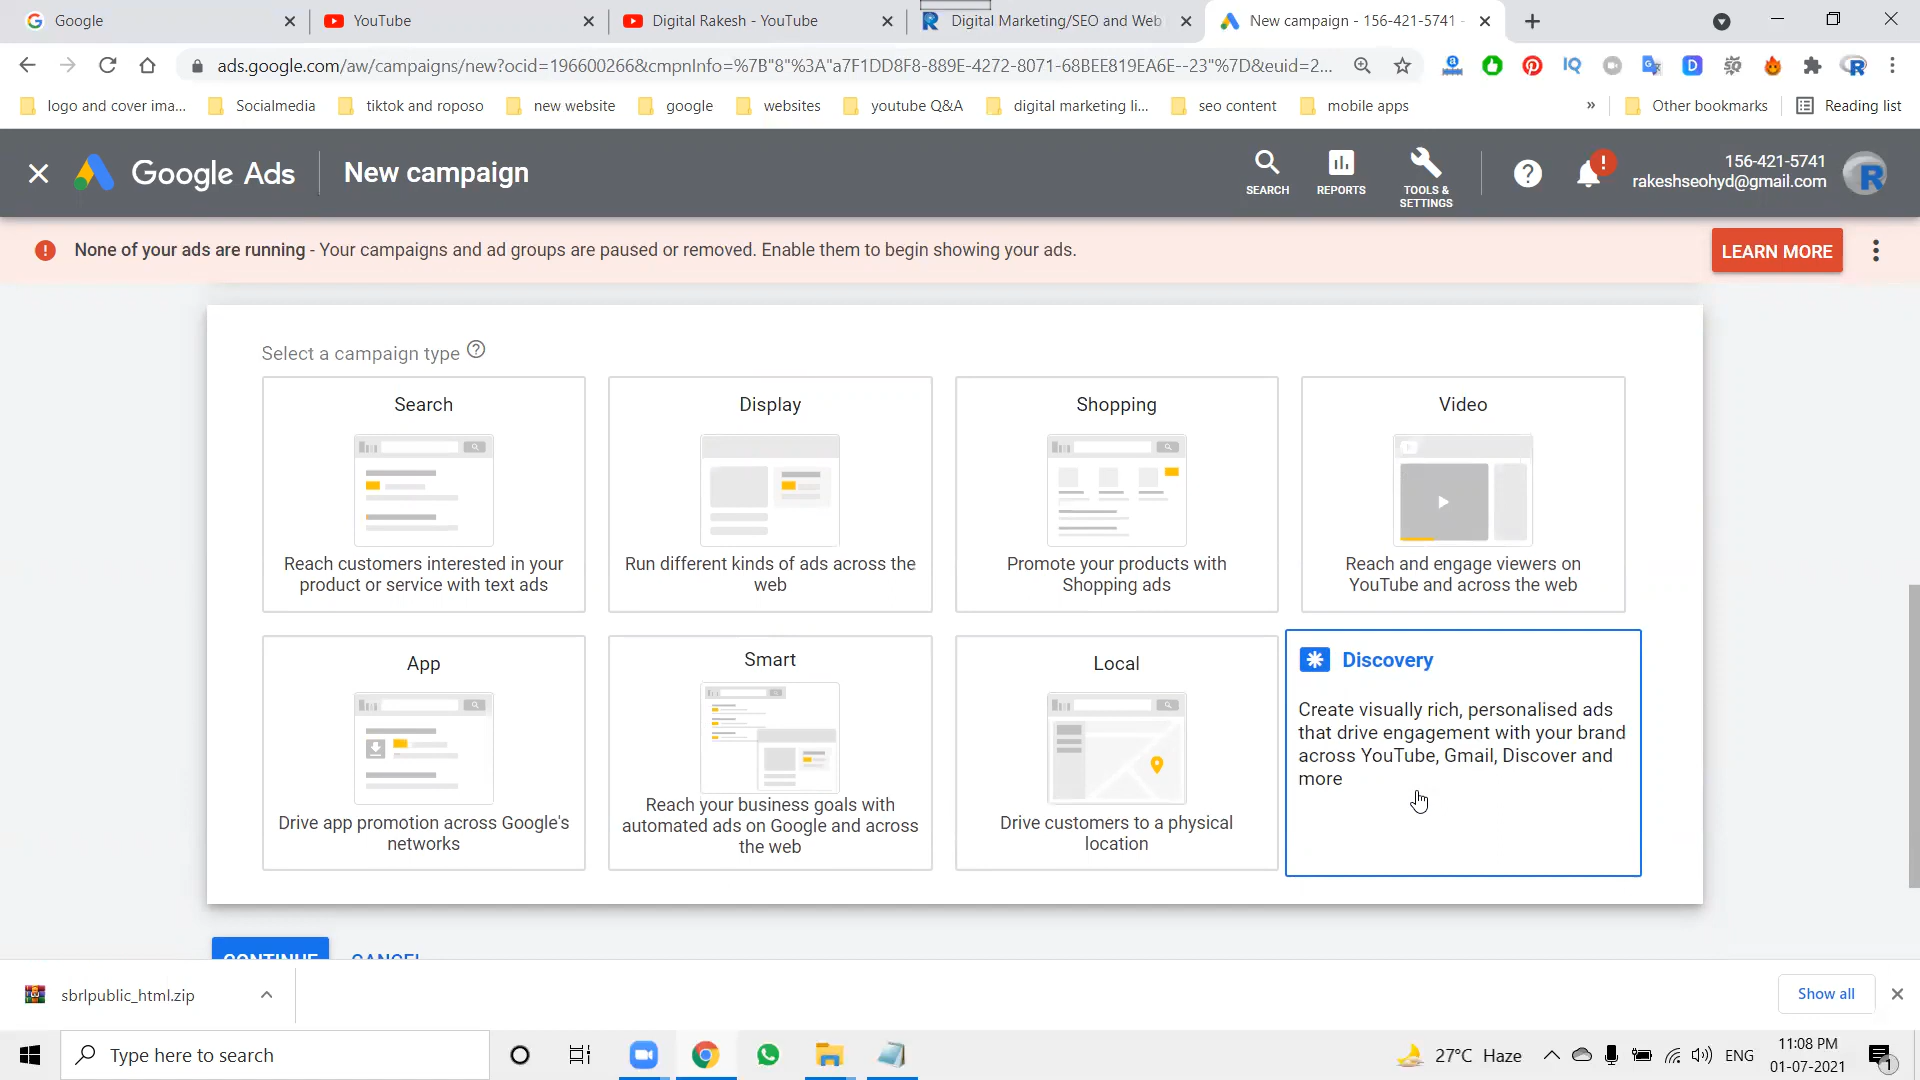 Google
YouTube
Digital Rakesh - YouTube
Digital Marketing/SEO and Web
New campaign - 156-421-5741 -
ads.google.com/aw/campaigns/new?ocid=196600266&cmpnInfo=%7B"8"%3A"a7F1DD8F8-889E-4272-8071-68BEE819EA6E--23"%7D&euid=2...
logo and cover ima...
Socialmedia
tiktok and roposo
new website
google
websites
youtube Q&A
digital marketing li...
seo content
mobile apps
»
Other bookmarks
Reading list
Google Ads
New campaign
SEARCH
REPORTS
TOOLS &
SETTINGS
156-421-5741
rakeshseohyd@gmail.com
None of your ads are running - Your campaigns and ad groups are paused or removed. Enable them to begin showing your ads.
LEARN MORE
Select a campaign type
Search
Reach customers interested in your
product or service with text ads
Display
Run different kinds of ads across the
web
Shopping
Promote your products with
Shopping ads
Video
Reach and engage viewers on
YouTube and across the web
App
Drive app promotion across Google's
networks
Smart
Reach your business goals with
automated ads on Google and across
the web
Local
Drive customers to a physical
location
Discovery
Create visually rich, personalised ads
that drive engagement with your brand
across YouTube, Gmail, Discover and
more
CONTINUE
CANCEL
sbrlpublic_html.zip
Show all
Type here to search
27°C Haze
ENG
11:08 PM
01-07-2021
1